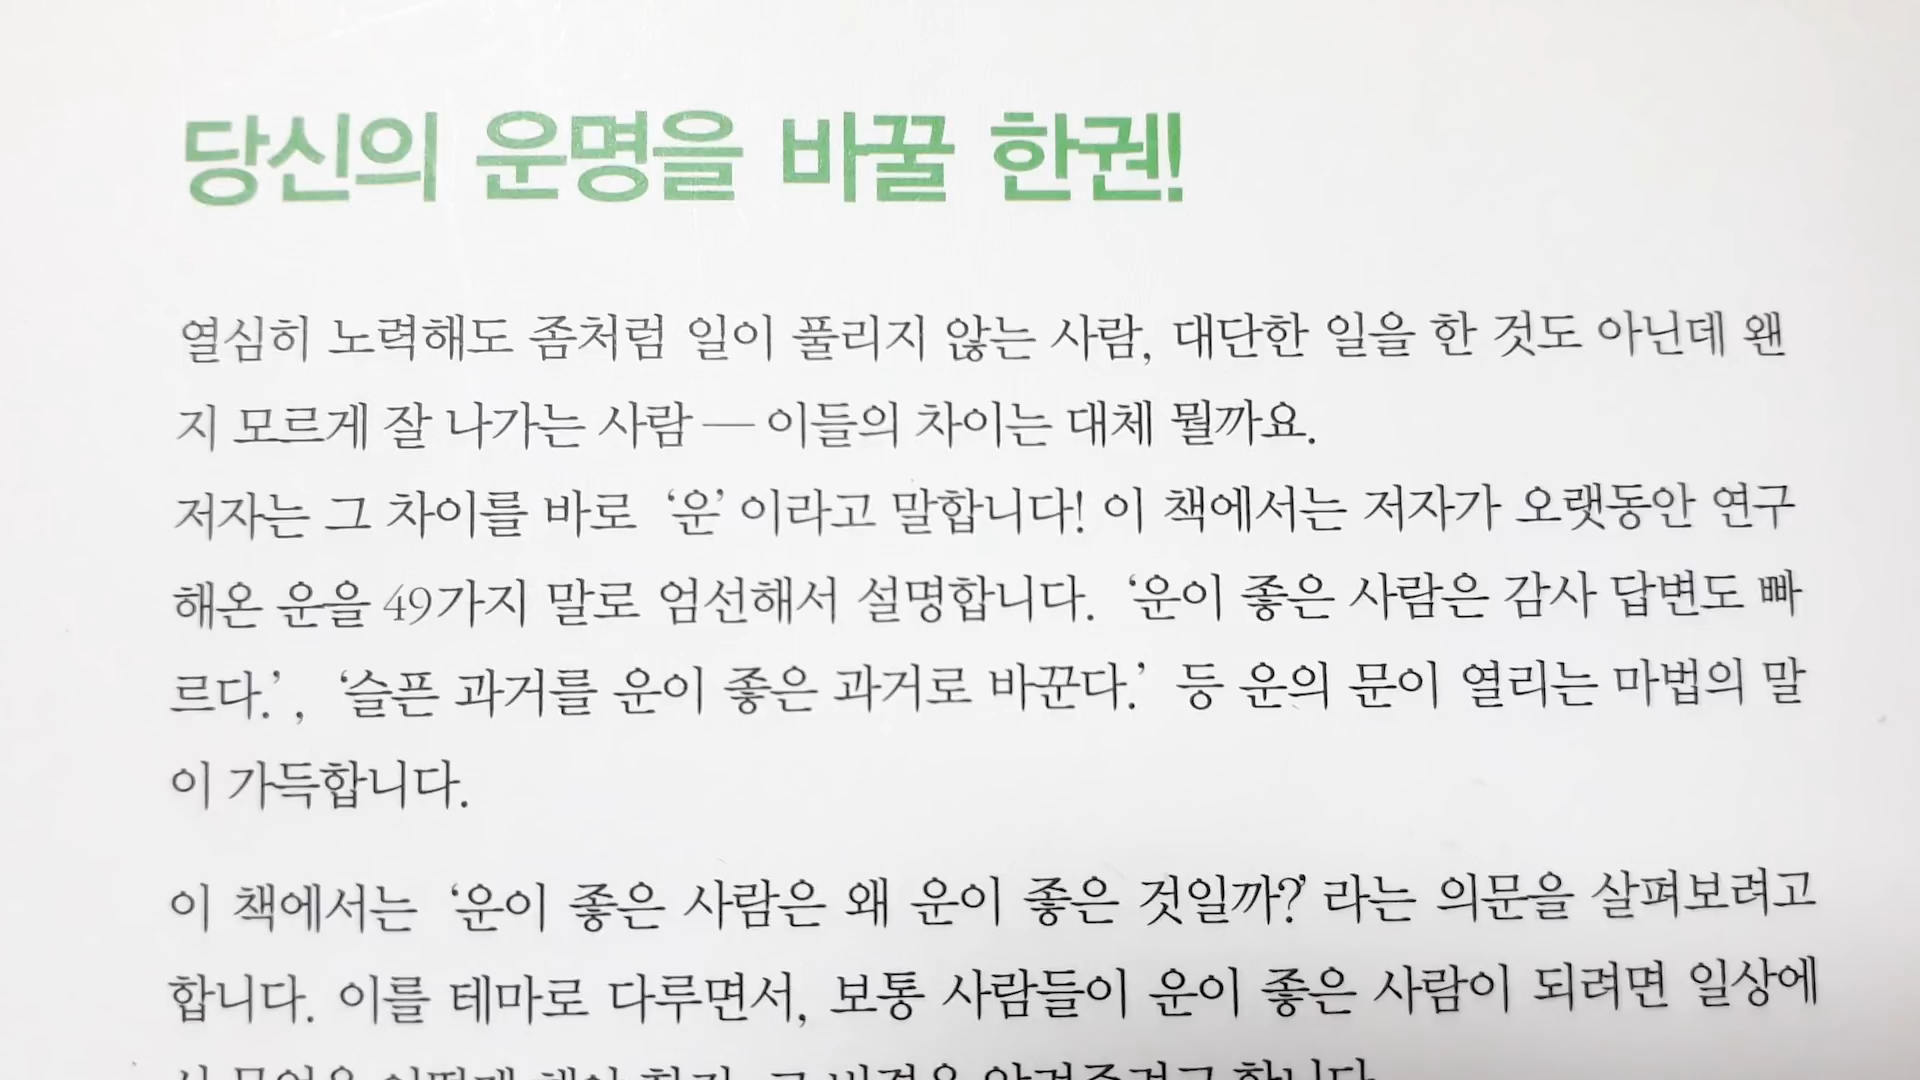 당신의 운명을 바꿀 한권!
열심히 노력해도 좀처럼 일이 풀리지 않는 사람, 대단한 일을 한 것도 아닌데 왠
지 모르게 잘 나가는 사람 — 이들의 차이는 대체 뭘까요.
저자는 그 차이를 바로 ‘운’ 이라고 말합니다! 이 책에서는 저자가 오랫동안 연구
해온 운을 49가지 말로 엄선해서 설명합니다. ‘운이 좋은 사람은 감사 답변도 빠
르다.’, ‘슬픈 과거를 운이 좋은 과거로 바꾼다.’ 등 운의 문이 열리는 마법의 말
이 가득합니다.
이 책에서는 ‘운이 좋은 사람은 왜 운이 좋은 것일까?’ 라는 의문을 살펴보려고
합니다. 이를 테마로 다루면서, 보통 사람들이 운이 좋은 사람이 되려면 일상에